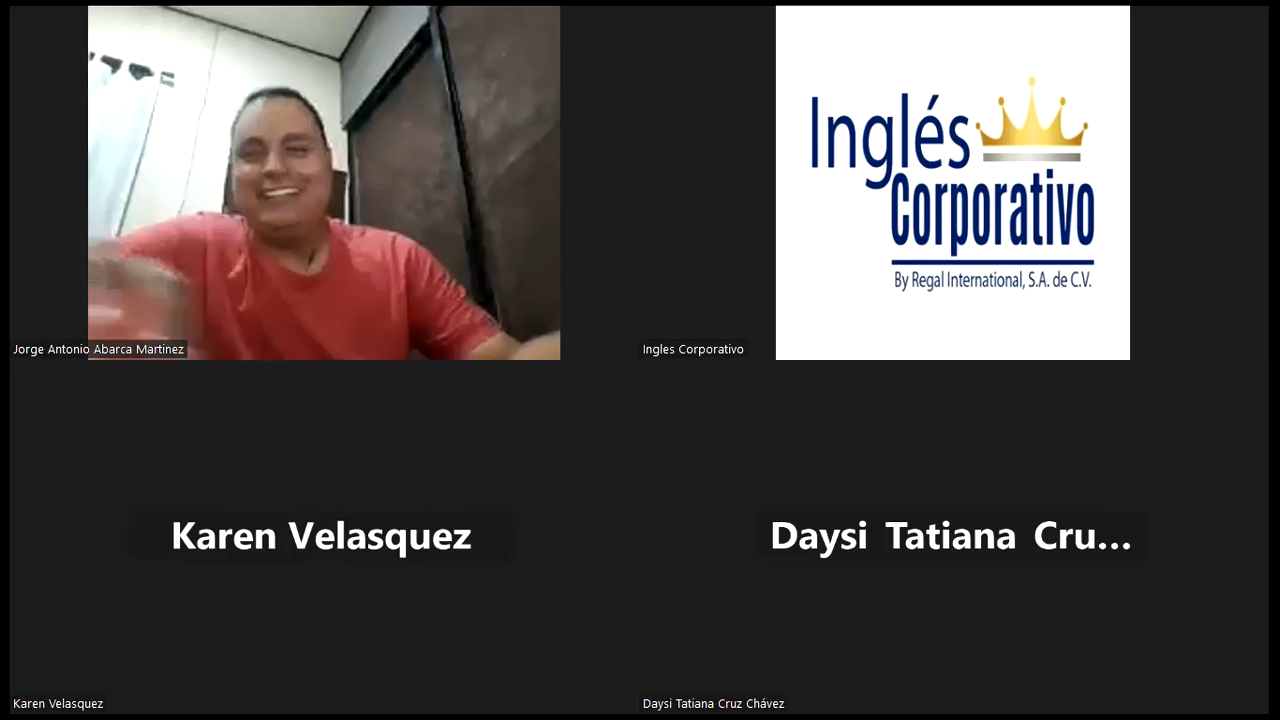 Inglés
Corporativo
By Regal International, S.A. de C.V.
Jorge Antonio Abarca Martinez
Ingles Corporativo
Karen Velasquez
Daysi Tatiana Cru...
Karen Velasquez
Daysi Tatiana Cruz Chávez